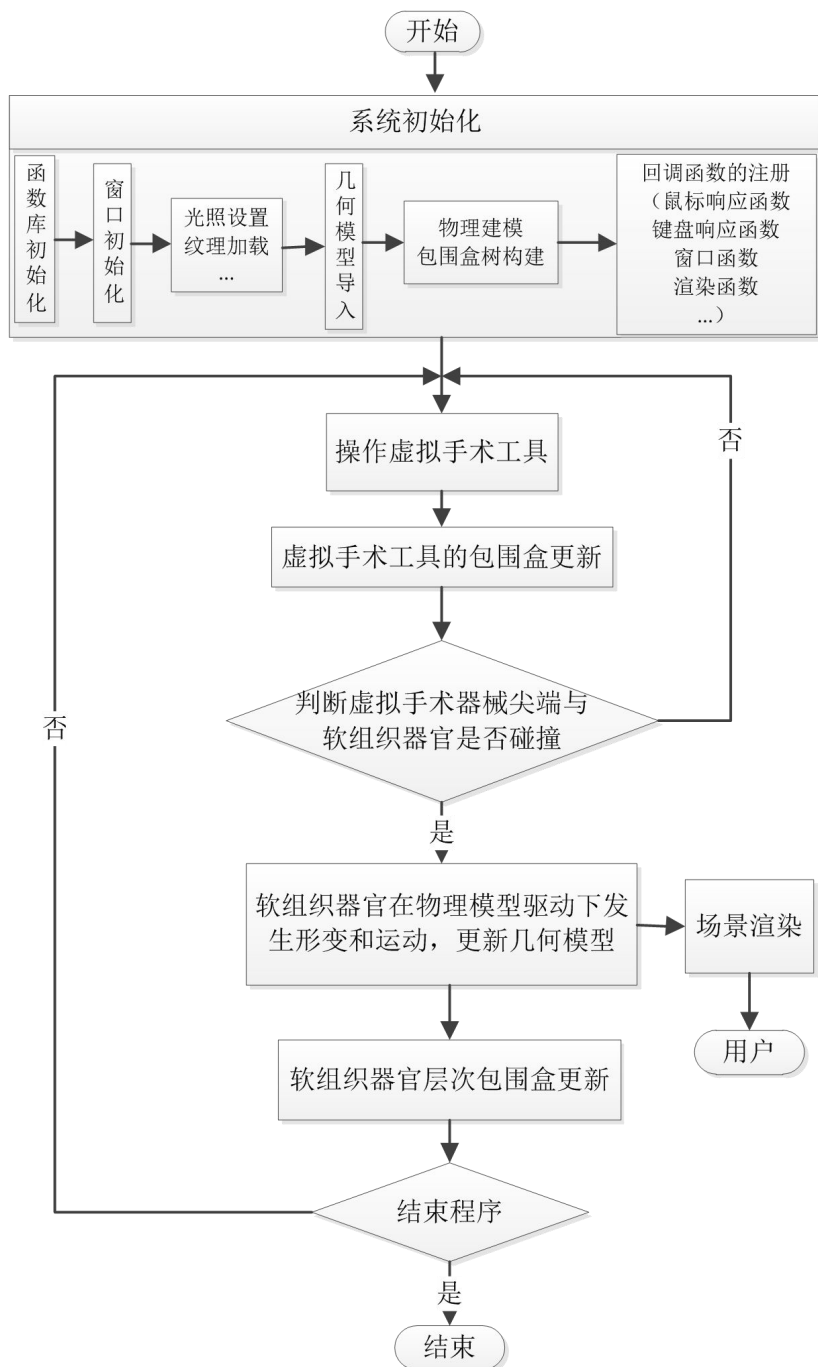 开始
系统初始化
函数库初始化
窗口初始化
光照设置
纹理加载
...
几何模型导入
物理建模
包围盒树构建
回调函数的注册
（鼠标响应函数
键盘响应函数
窗口函数
渲染函数
...）
操作虚拟手术工具
否
虚拟手术工具的包围盒更新
判断虚拟手术器械尖端与
软组织器官是否碰撞
否
是
软组织器官在物理模型驱动下发
生形变和运动，更新几何模型
场景渲染
用户
软组织器官层次包围盒更新
结束程序
是
结束